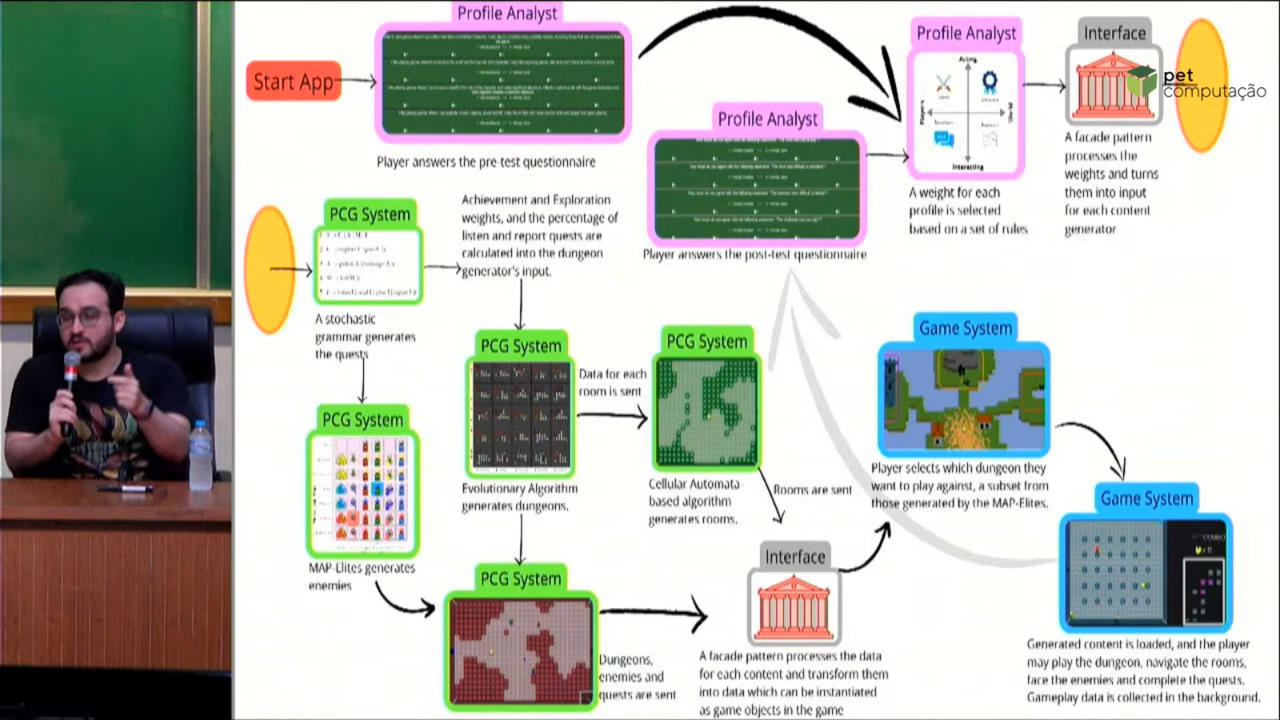 Profile Analyst
Start App
Player answers the pre-test questionnaire
Profile Analyst
Player answers the post-test questionnaire
Profile Analyst
Acting
Players
Interacting
A weight for each
profile is selected
based on a set of rules
Interface
pet
computação
A facade pattern
processes the
weights and turns
them into input
for each content
generator
PCG System
A stochastic
grammar generates
the quests
Achievement and Exploration
weights, and the percentage of
listen and report quests are
calculated into the dungeon
generator's input.
PCG System
MAP-Elites generates
enemies
PCG System
Evolutionary Algorithm
generates dungeons.
Data for each
room is sent
PCG System
Cellular Automata-
based algorithm
generates rooms.
Rooms are sent
PCG System
Dungeons,
enemies and
quests are sent
Interface
A facade pattern processes the data
for each content and transform them
into data which can be instantiated
as game objects in the game
Game System
Player selects which dungeon they
want to play against, a subset from
those generated by the MAP-Elites.
Game System
Generated content is loaded, and the player
may play the dungeon, navigate the rooms,
face the enemies and complete the quests.
Gameplay data is collected in the background.